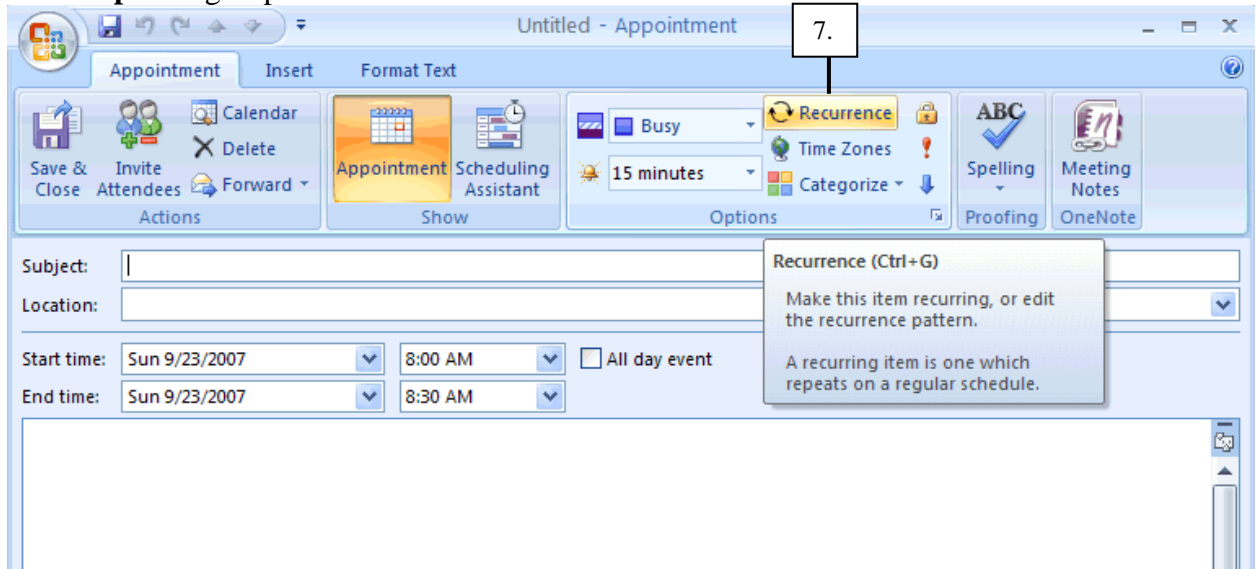 Untitled - Appointment
7.
Appointment Insert Format Text
Save & Close
Invite Attendees
Calendar
Delete
Forward
Actions
Appointment
Scheduling Assistant
Show
Busy
15 minutes
Recurrence
Time Zones
Categorize
Options
ABC
Spelling
Proofing
Meeting Notes
OneNote
Subject:
Location:
Start time: Sun 9/23/2007 8:00 AM All day event
End time: Sun 9/23/2007 8:30 AM
Recurrence (Ctrl+G)
Make this item recurring, or edit
the recurrence pattern.
A recurring item is one which
repeats on a regular schedule.